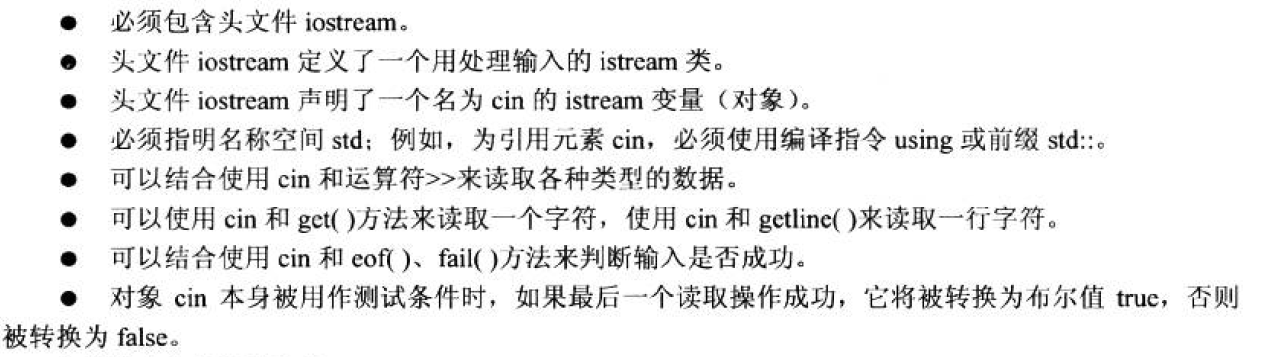 ● 必须包含头文件 iostream。
● 头文件 iostream 定义了一个用处理输入的 istream 类。
● 头文件 iostream 声明了一个名为 cin 的 istream 变量（对象）。
● 必须指明名称空间 std；例如，为引用元素 cin，必须使用编译指令 using 或前缀 std::。
● 可以结合使用 cin 和运算符>>来读取各种类型的数据。
● 可以使用 cin 和 get( )方法来读取一个字符，使用 cin 和 getline( )来读取一行字符。
● 可以结合使用 cin 和 eof( )、fail( )方法来判断输入是否成功。
● 对象 cin 本身被用作测试条件时，如果最后一个读取操作成功，它将被转换为布尔值 true，否则
被转换为 false。